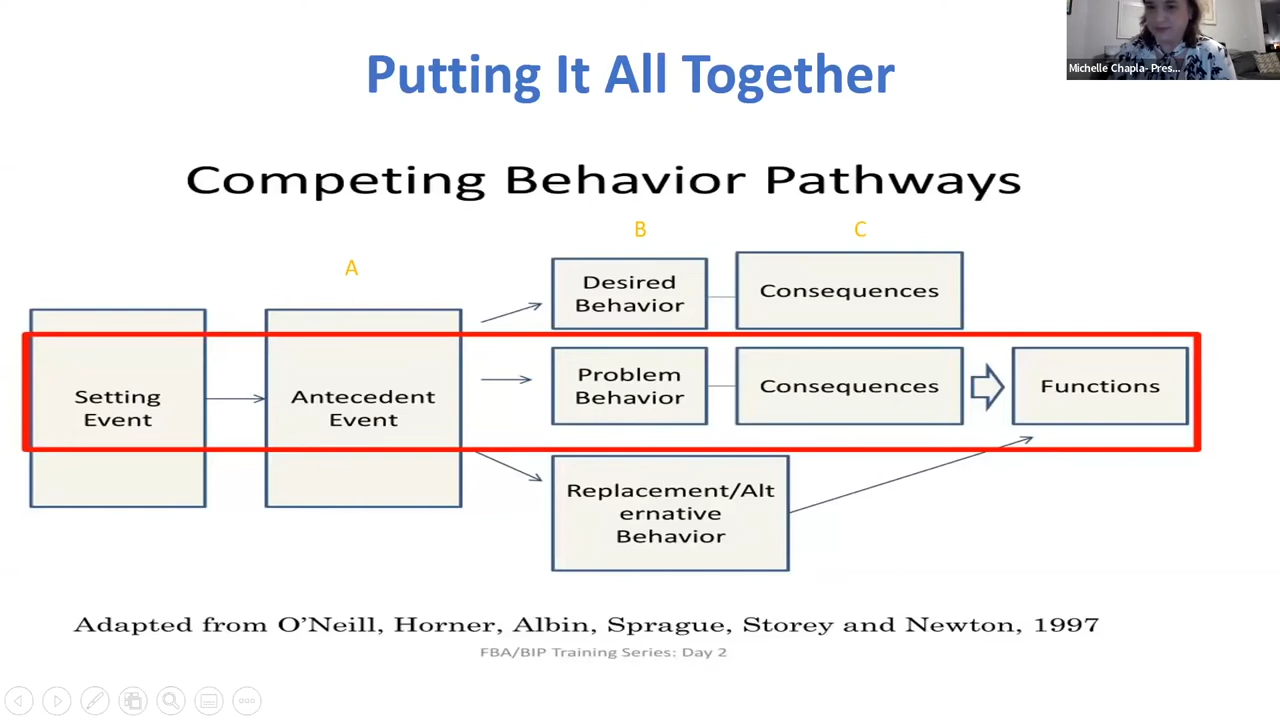 Michelle Chapla- Pres...
Putting It All Together
Competing Behavior Pathways
A
B
C
Setting
Event
Antecedent
Event
Desired
Behavior
Consequences
Problem
Behavior
Consequences
Functions
Replacement/Alt
ernative
Behavior
Adapted from O'Neill, Horner, Albin, Sprague, Storey and Newton, 1997
FBA/BIP Training Series: Day 2